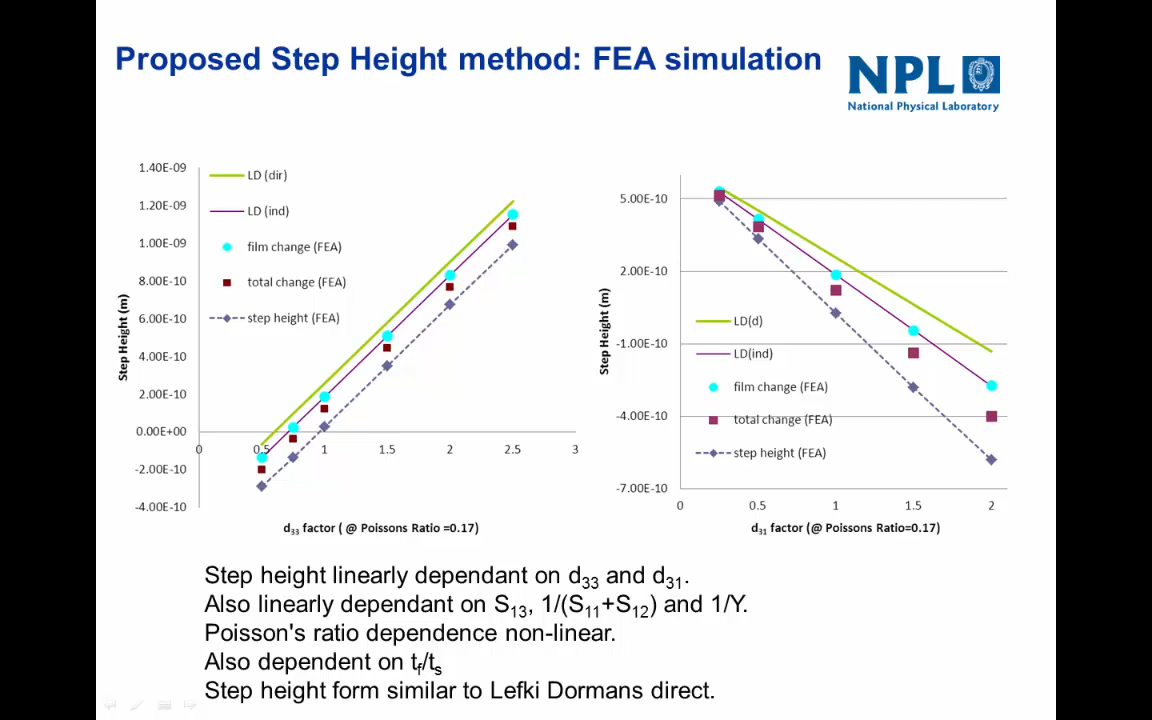 Proposed Step Height method: FEA simulation
NPL
National Physical Laboratory
1.40E-09
1.20E-09
1.00E-09
8.00E-10
6.00E-10
4.00E-10
2.00E-10
0.00E+00
-2.00E-10
-4.00E-10
Step Height (m)
LD (dir)
LD (ind)
film change (FEA)
total change (FEA)
step height (FEA)
0 0.5 1 1.5 2 2.5 3
d33 factor ( @ Poissons Ratio =0.17)
5.00E-10
2.00E-10
-1.00E-10
-4.00E-10
-7.00E-10
Step Height (m)
LD(d)
LD(ind)
film change (FEA)
total change (FEA)
step height (FEA)
0 0.5 1 1.5 2
d31 factor (@ Poissons Ratio=0.17)
Step height linearly dependant on d33 and d31.
Also linearly dependant on S13, 1/(S11+S12) and 1/Y.
Poisson's ratio dependence non-linear.
Also dependent on tf/ts
Step height form similar to Lefki Dormans direct.